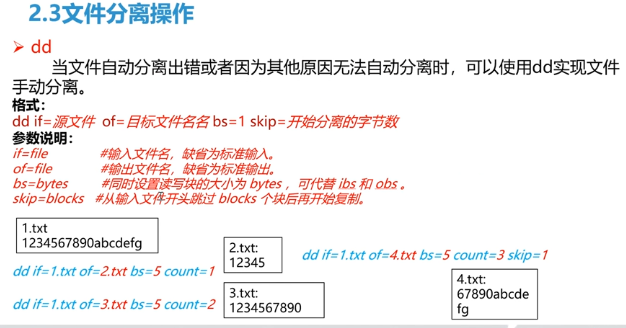 2.3文件分离操作
➢ dd
当文件自动分离出错或者因为其他原因无法自动分离时，可以使用dd实现文件
手动分离。
格式：
dd if=源文件 of=目标文件名名 bs=1 skip=开始分离的字节数
参数说明：
if=file #输入文件名，缺省为标准输入。
of=file #输出文件名，缺省为标准输出。
bs=bytes #同时设置读写块的大小为 bytes ，可代替 ibs 和 obs 。
skip=blocks #从输入文件开头跳过 blocks 个块后再开始复制。
1.txt
1234567890abcdefg
dd if=1.txt of=2.txt bs=5 count=1
2.txt:
12345
dd if=1.txt of=3.txt bs=5 count=2
3.txt:
1234567890
dd if=1.txt of=4.txt bs=5 count=3 skip=1
4.txt:
67890abcde
fg